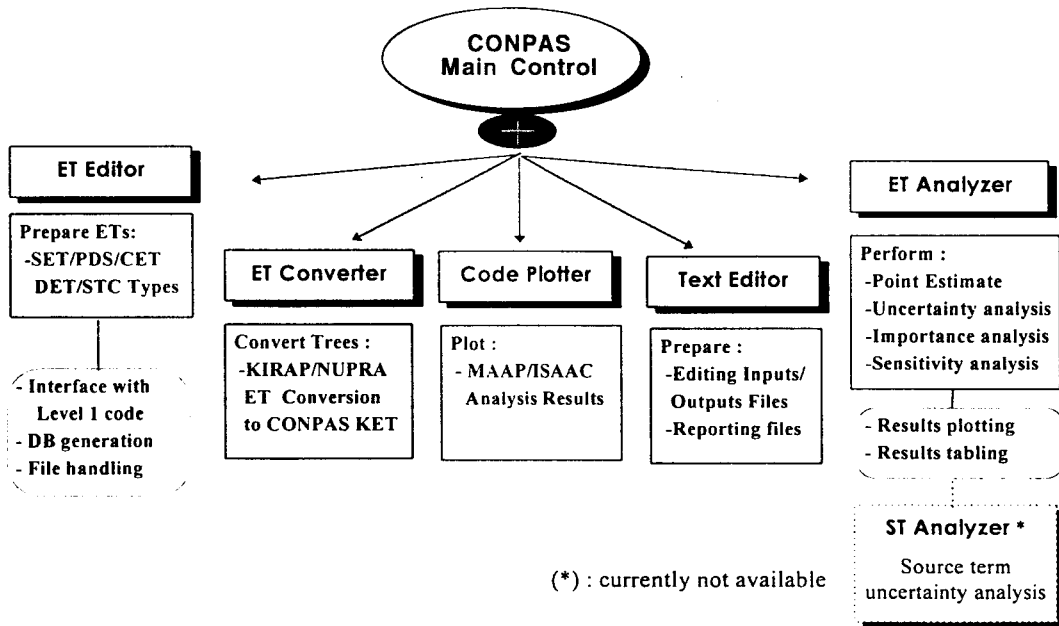 CONPAS
Main Control
ET Editor
Prepare ETs:
-SET/PDS/CET
DET/STC Types
- Interface with
Level 1 code
- DB generation
- File handling
ET Converter
Convert Trees :
-KIRAP/NUPRA
ET Conversion
to CONPAS KET
Code Plotter
Plot :
- MAAP/ISAAC
Analysis Results
Text Editor
Prepare :
-Editing Inputs/
Outputs Files
-Reporting files
ET Analyzer
Perform :
-Point Estimate
-Uncertainty analysis
-Importance analysis
-Sensitivity analysis
- Results plotting
- Results tabling
ST Analyzer *
Source term
uncertainty analysis
(*) : currently not available